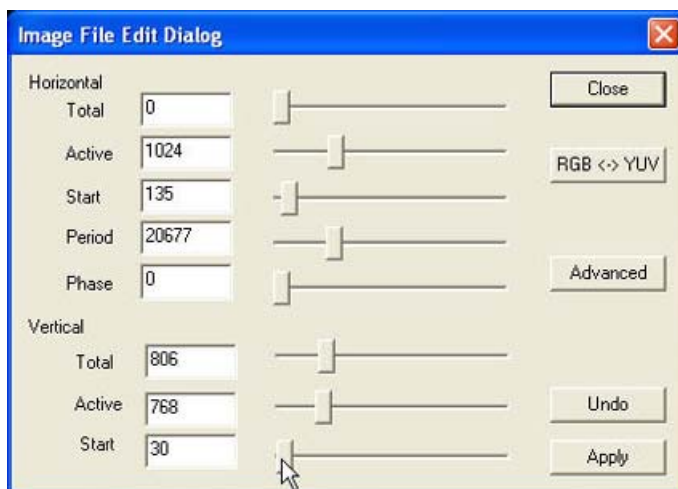 Image File Edit Dialog
Horizontal
Total 0
Close
Active 1024
RGB <-> YUV
Start 135
Period 20677
Advanced
Phase 0
Vertical
Total 806
Active 768
Undo
Start 30
Apply